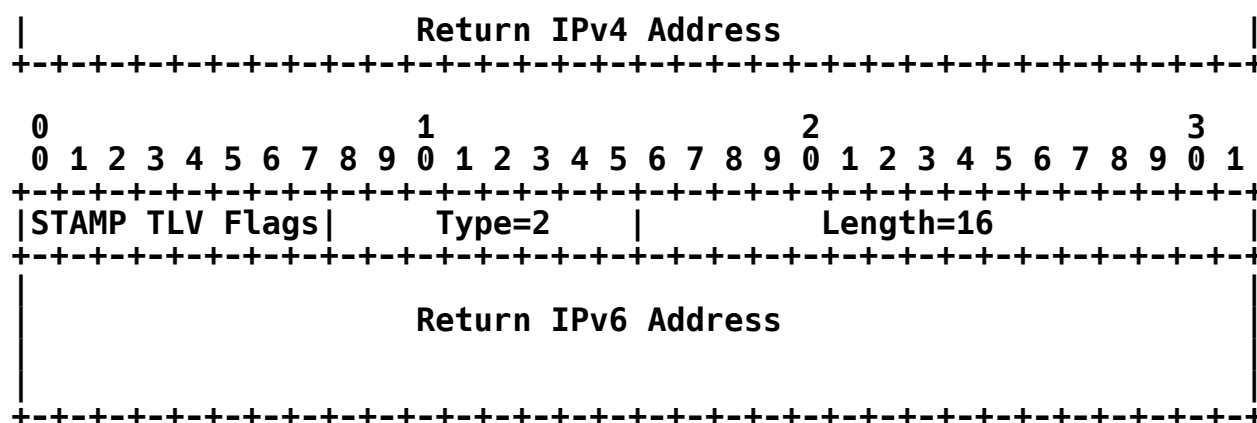 |                    Return IPv4 Address                        |
+-+-+-+-+-+-+-+-+-+-+-+-+-+-+-+-+-+-+-+-+-+-+-+-+-+-+-+-+-+-+-+-+
 0                   1                   2                   3
 0 1 2 3 4 5 6 7 8 9 0 1 2 3 4 5 6 7 8 9 0 1 2 3 4 5 6 7 8 9 0 1
+-+-+-+-+-+-+-+-+-+-+-+-+-+-+-+-+-+-+-+-+-+-+-+-+-+-+-+-+-+-+-+-+
|STAMP TLV Flags|     Type=2    |         Length=16             |
+-+-+-+-+-+-+-+-+-+-+-+-+-+-+-+-+-+-+-+-+-+-+-+-+-+-+-+-+-+-+-+-+
|                                                               |
|                    Return IPv6 Address                        |
|                                                               |
|                                                               |
+-+-+-+-+-+-+-+-+-+-+-+-+-+-+-+-+-+-+-+-+-+-+-+-+-+-+-+-+-+-+-+-+